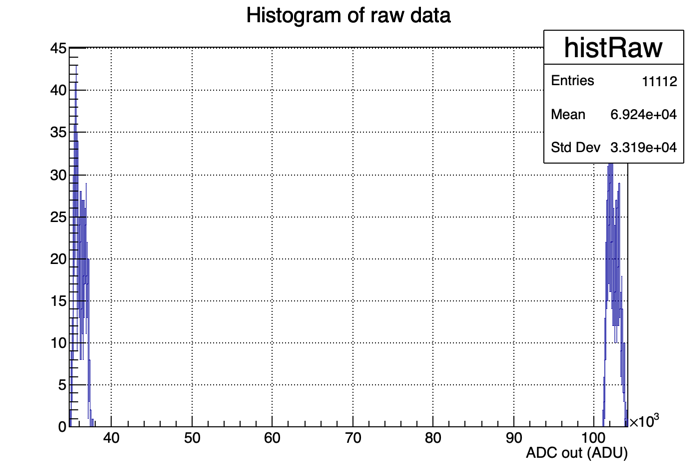 Histogram of raw data
histRaw
Entries 11112
Mean 6.924e+04
Std Dev 3.319e+04
45
40
35
30
25
20
15
10
5
0
40 50 60 70 80 90 100
×10³
ADC out (ADU)